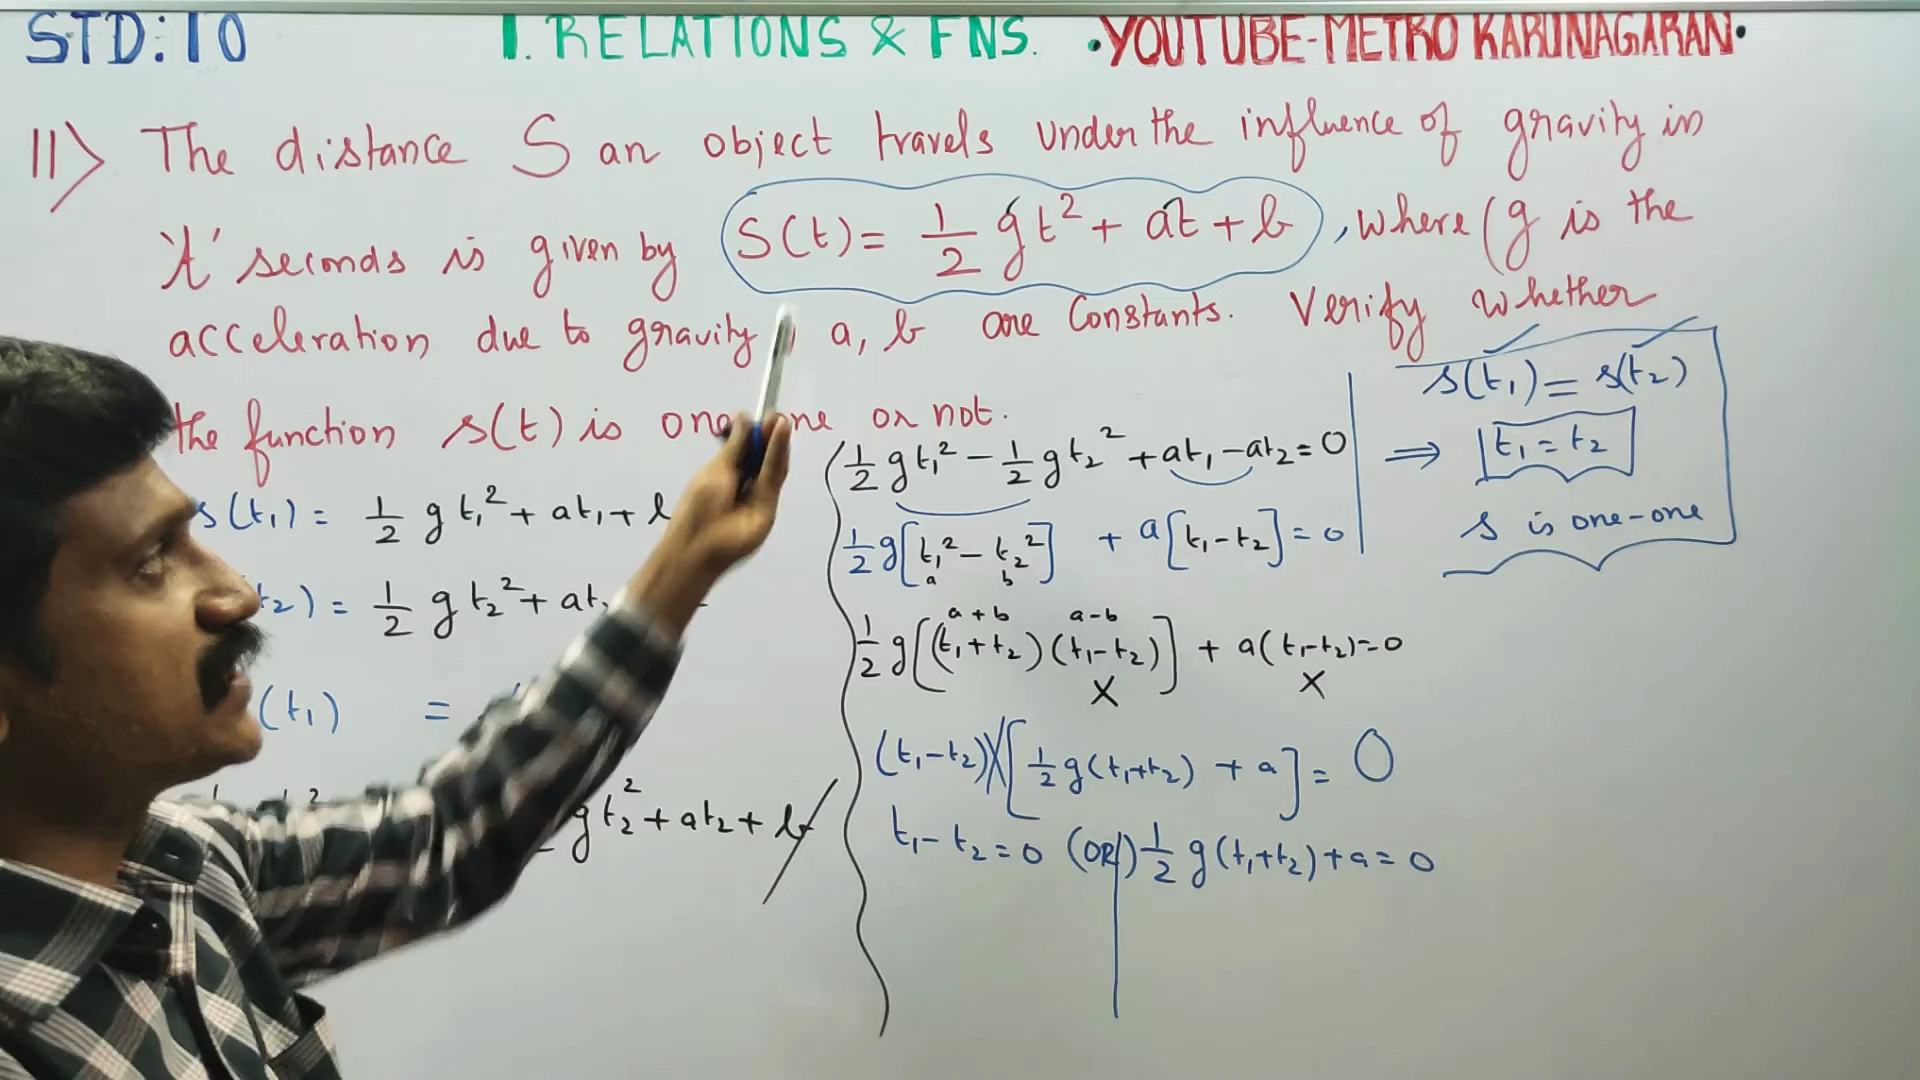 STD:10 1. RELATIONS & FNS. •YOUTUBE-METRO KARUNAGARAN•
11) The distance S an object travels under the influence of gravity in
't' seconds is given by S(t) = 1/2 gt² + at + b, where (g is the
acceleration due to gravity) a, b are Constants. Verify whether
the function s(t) is one-one or not.
s(t₁) = 1/2 gt₁² + at₁ + b
t₂) = 1/2 gt₂² + at₂
(t₁) =
gt₂² + at₂ + b
1/2 gt₁² - 1/2 gt₂² + at₁ - at₂ = 0
1/2 g[t₁² - t₂²] + a[t₁ - t₂] = 0
a b
a+b a-b
1/2 g[(t₁+t₂)(t₁-t₂)] + a(t₁-t₂)=0
X X
(t₁-t₂)[1/2 g(t₁+t₂) + a] = 0
t₁ - t₂ = 0 (OR) 1/2 g(t₁+t₂)+a = 0
s(t₁) = s(t₂)
⇒ t₁ = t₂
s is one-one